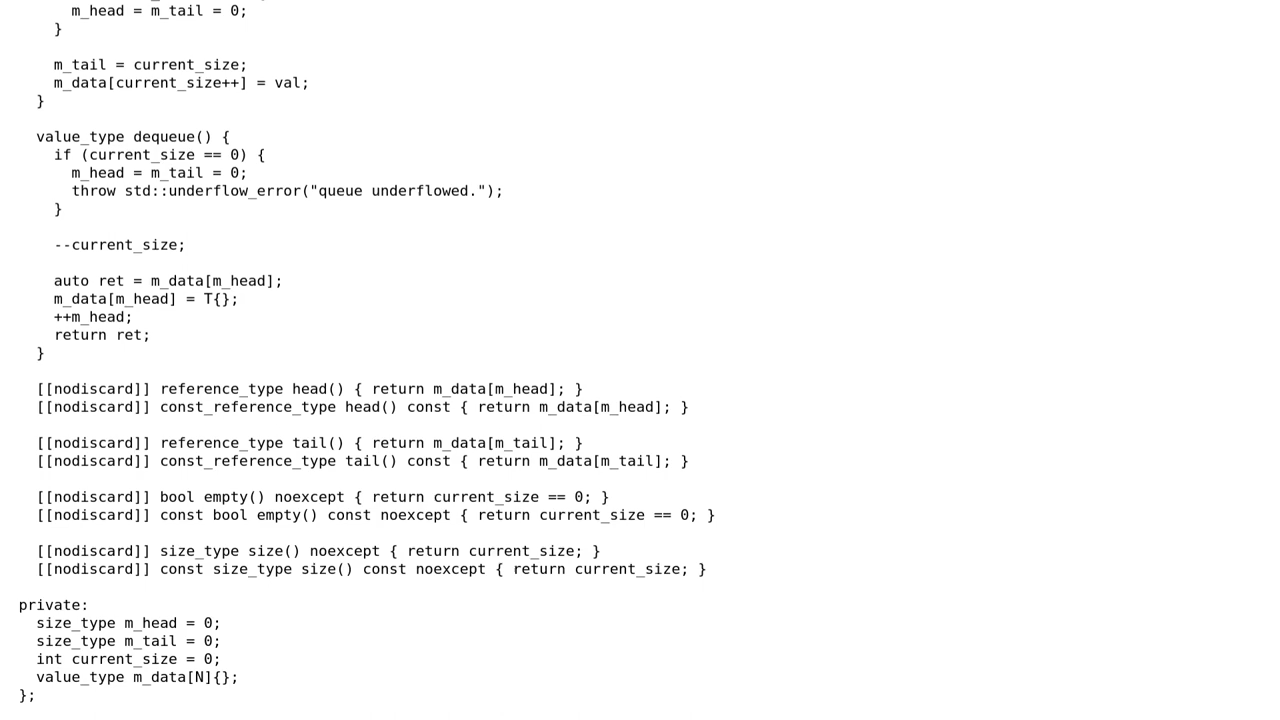 m_head = m_tail = 0;
}
m_tail = current_size;
m_data[current_size++] = val;
}
value_type dequeue() {
if (current_size == 0) {
m_head = m_tail = 0;
throw std::underflow_error("queue underflowed.");
}
--current_size;
auto ret = m_data[m_head];
m_data[m_head] = T{};
++m_head;
return ret;
}
[[nodiscard]] reference_type head() { return m_data[m_head]; }
[[nodiscard]] const_reference_type head() const { return m_data[m_head]; }
[[nodiscard]] reference_type tail() { return m_data[m_tail]; }
[[nodiscard]] const_reference_type tail() const { return m_data[m_tail]; }
[[nodiscard]] bool empty() noexcept { return current_size == 0; }
[[nodiscard]] const bool empty() const noexcept { return current_size == 0; }
[[nodiscard]] size_type size() noexcept { return current_size; }
[[nodiscard]] const size_type size() const noexcept { return current_size; }
private:
size_type m_head = 0;
size_type m_tail = 0;
int current_size = 0;
value_type m_data[N]{};
};